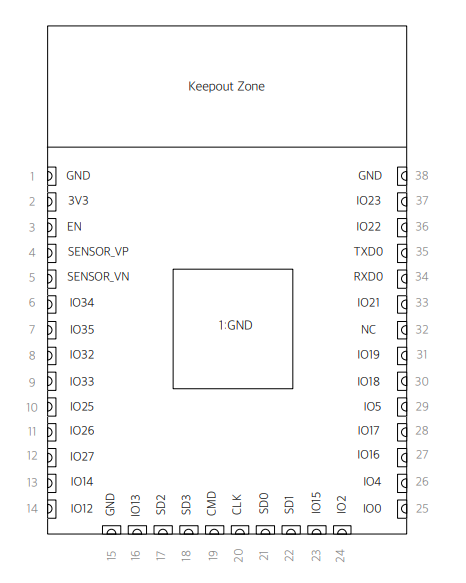 Keepout Zone
1 GND GND 38
2 3V3 IO23 37
3 EN IO22 36
4 SENSOR_VP TXD0 35
5 SENSOR_VN RXD0 34
6 IO34 IO21 33
1:GND
7 IO35 NC 32
8 IO32 IO19 31
9 IO33 IO18 30
10 IO25 IO5 29
11 IO26 IO17 28
12 IO27 IO16 27
13 IO14 IO4 26
14 IO12 IO0 25
GND IO13 SD2 SD3 CMD CLK SD0 SD1 IO15 IO2
15 16 17 18 19 20 21 22 23 24